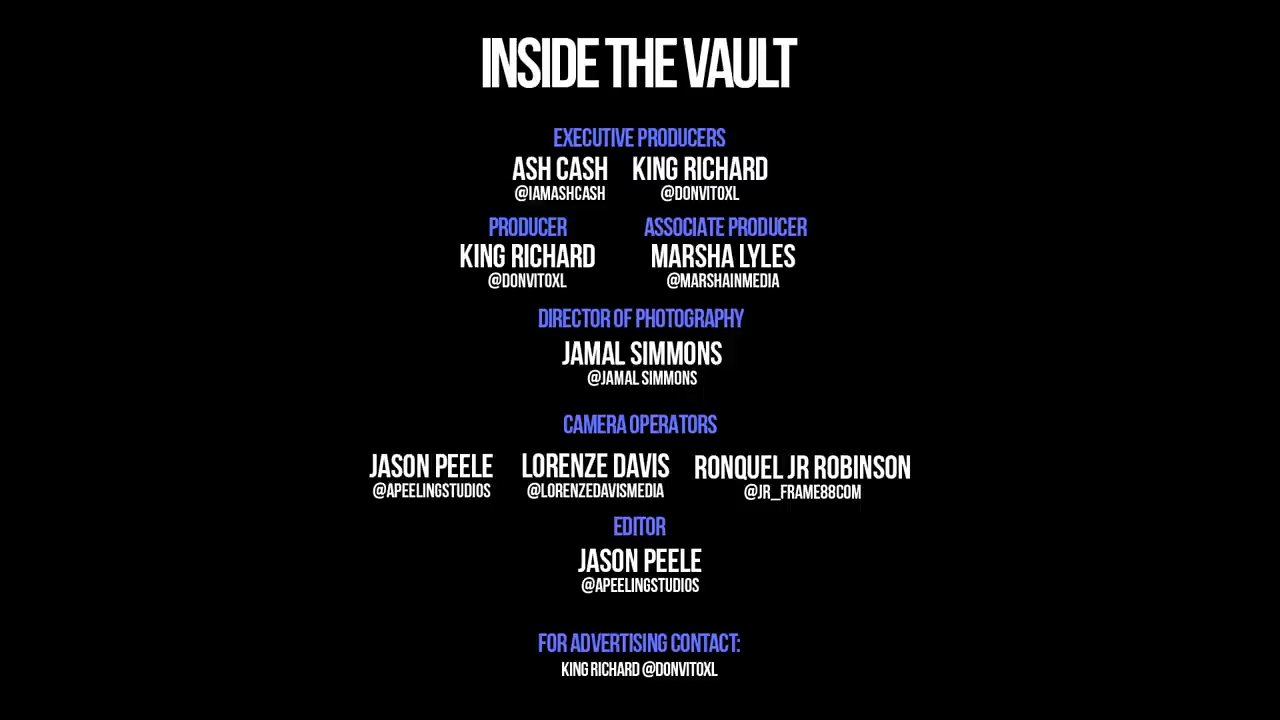 INSIDE THE VAULT
EXECUTIVE PRODUCERS
ASH CASH KING RICHARD
@IAMASHCASH @DONVITOXL
PRODUCER ASSOCIATE PRODUCER
KING RICHARD MARSHA LYLES
@DONVITOXL @MARSHAINMEDIA
DIRECTOR OF PHOTOGRAPHY
JAMAL SIMMONS
@JAMAL SIMMONS
CAMERA OPERATORS
JASON PEELE LORENZE DAVIS RONQUEL JR ROBINSON
@APEELINGSTUDIOS @LORENZEDAVISMEDIA @JR_FRAME88COM
EDITOR
JASON PEELE
@APEELINGSTUDIOS
FOR ADVERTISING CONTACT:
KING RICHARD @DONVITOXL